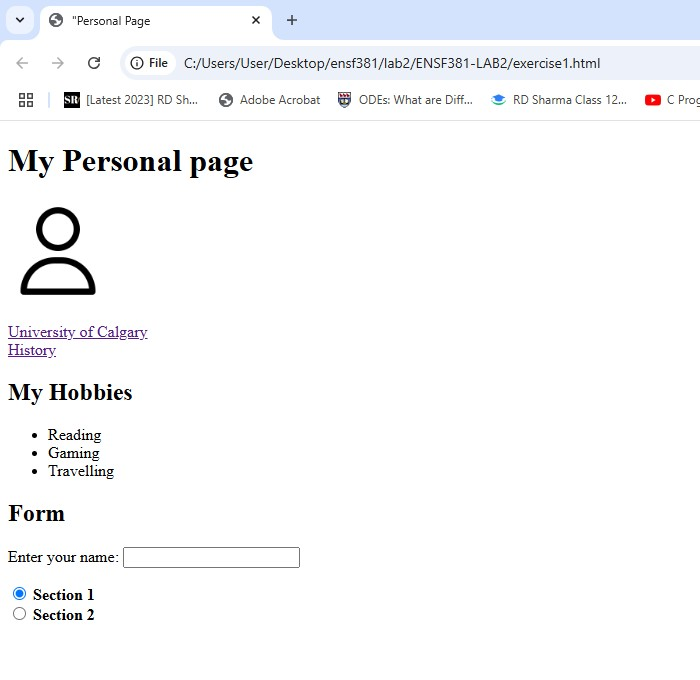 "Personal Page
File C:/Users/User/Desktop/ensf381/lab2/ENSF381-LAB2/exercise1.html
SR [Latest 2023] RD Sh... Adobe Acrobat ODEs: What are Diff... RD Sharma Class 12... C Prog
My Personal page
University of Calgary
History
My Hobbies
• Reading
• Gaming
• Travelling
Form
Enter your name:
Section 1
Section 2